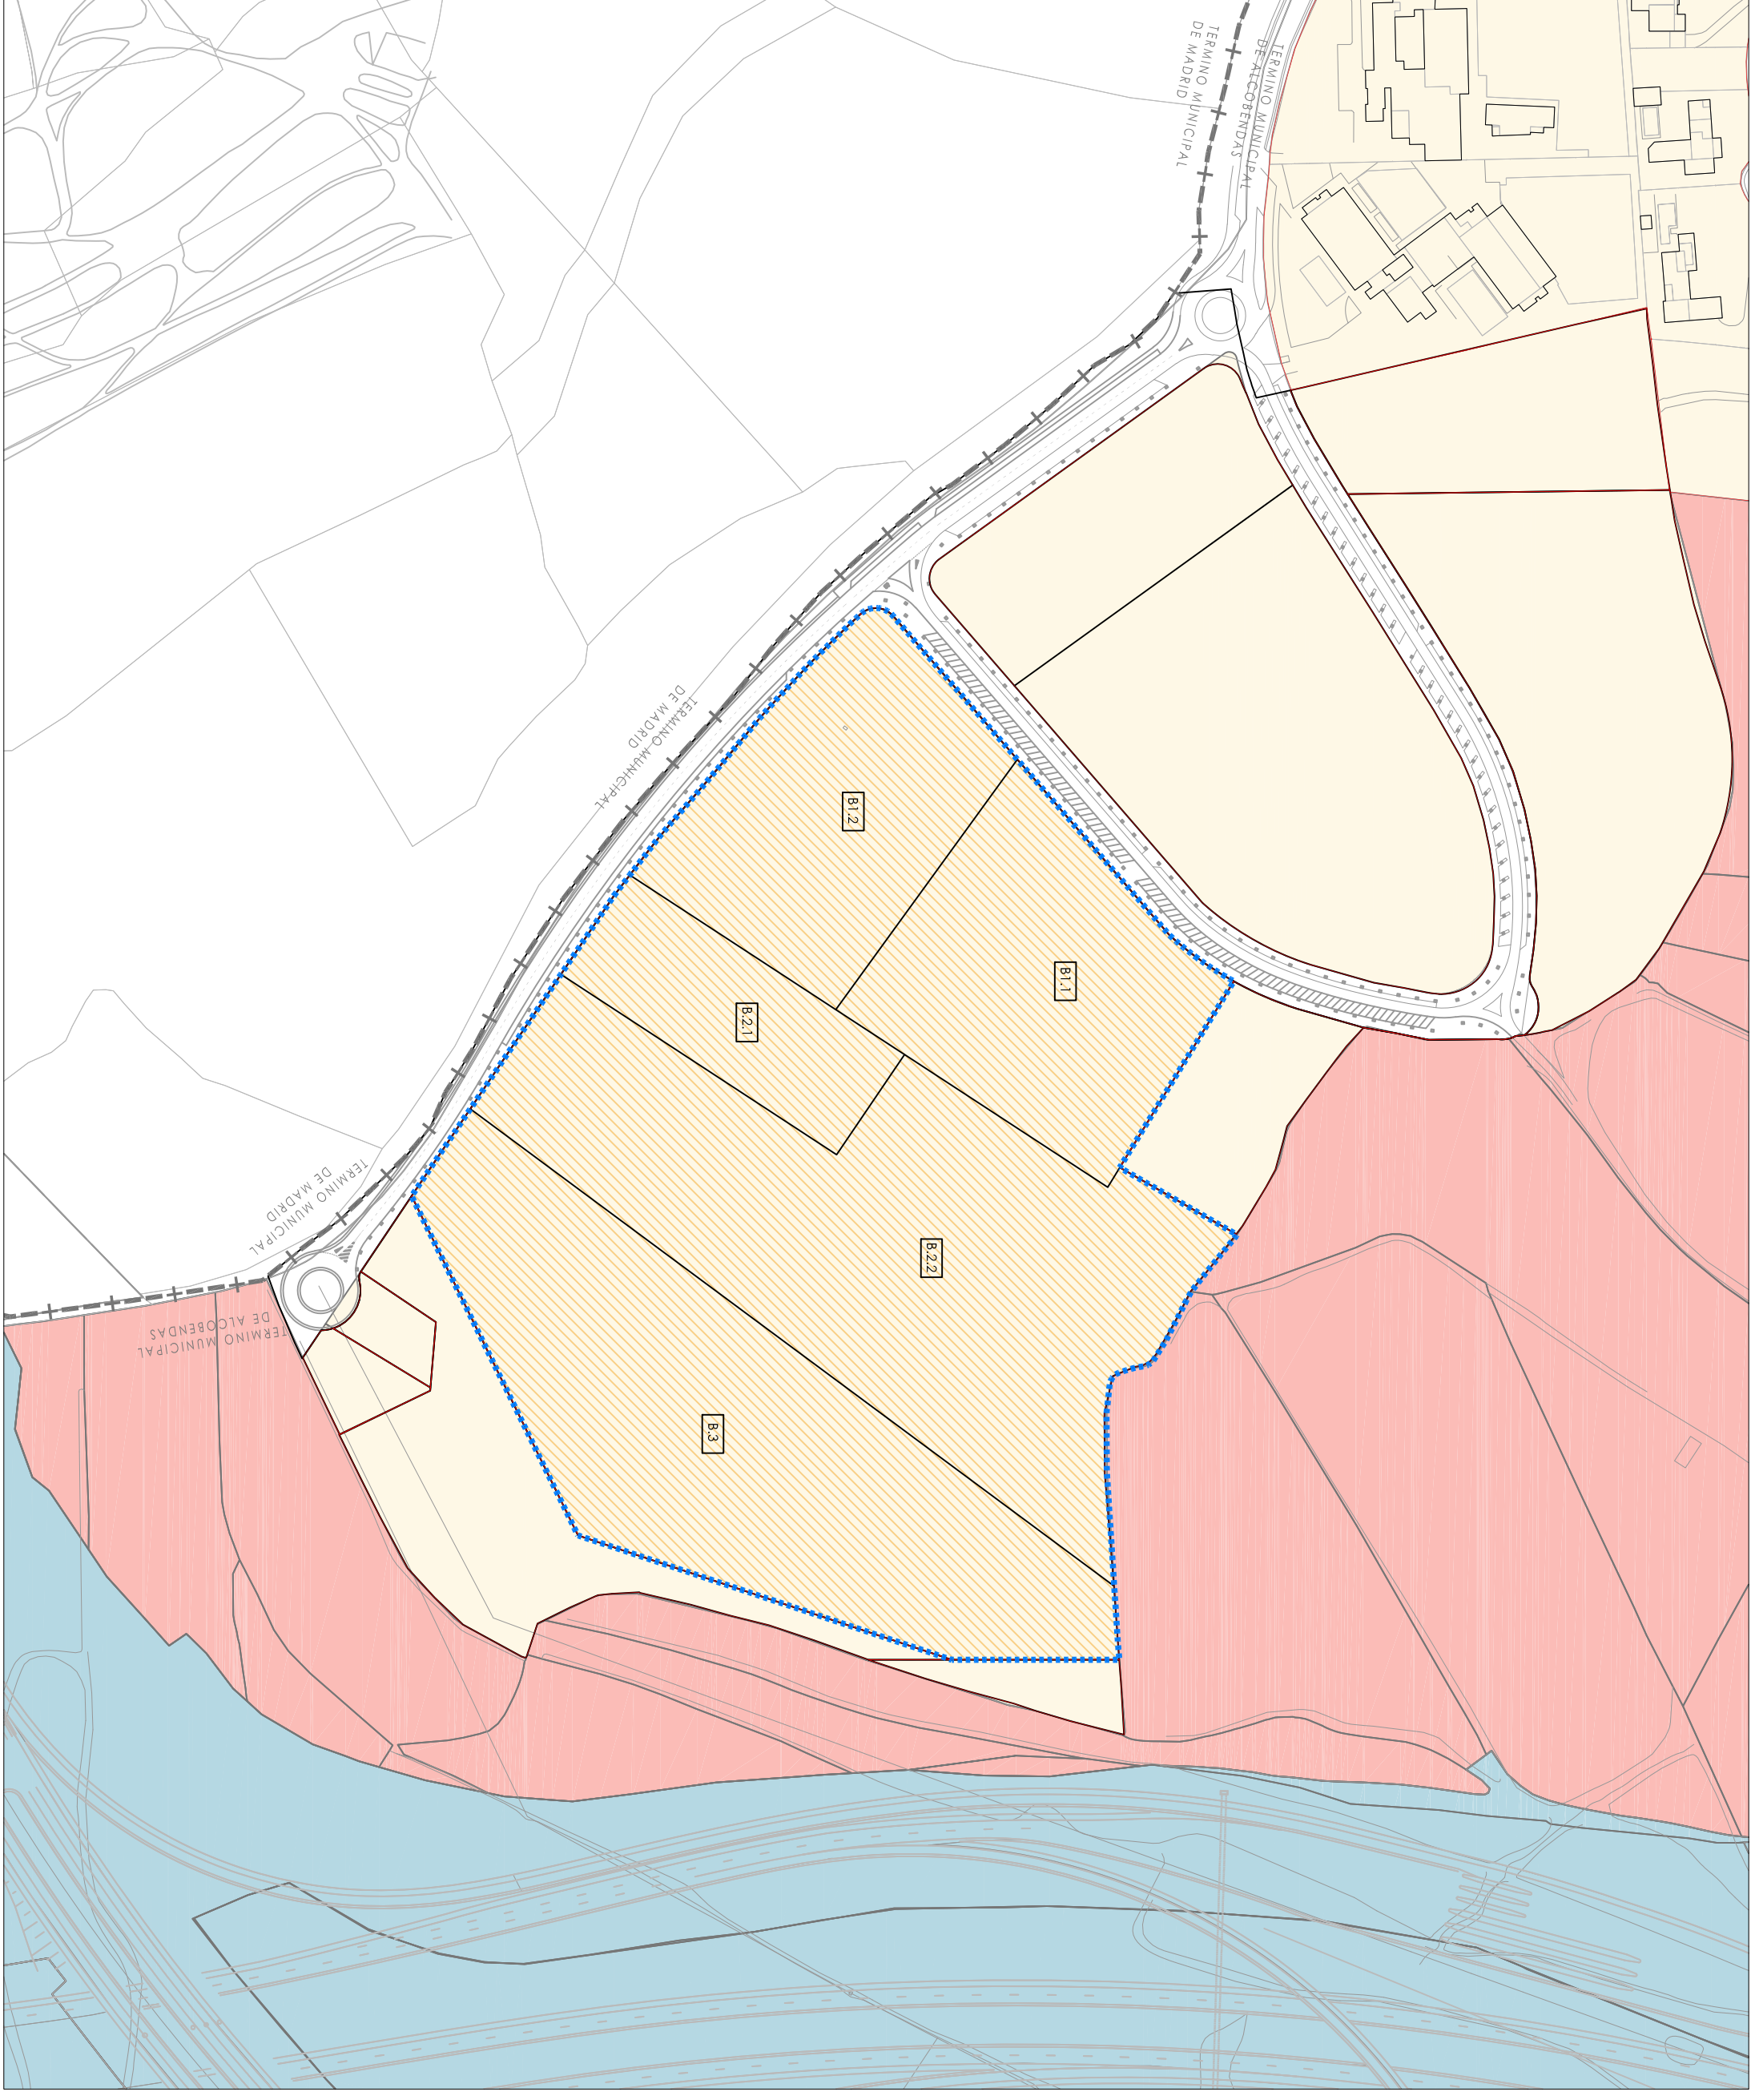 TERMINO MUNICIPAL
DE MADRID
TERMINO MUNICIPAL
DE ALCOBENDAS
TERMINO MUNICIPAL
DE MADRID
B1.2
B1.1
B.2.1
B.2.2
B.3
TERMINO MUNICIPAL
DE MADRID
TERMINO MUNICIPAL
DE ALCOBENDAS